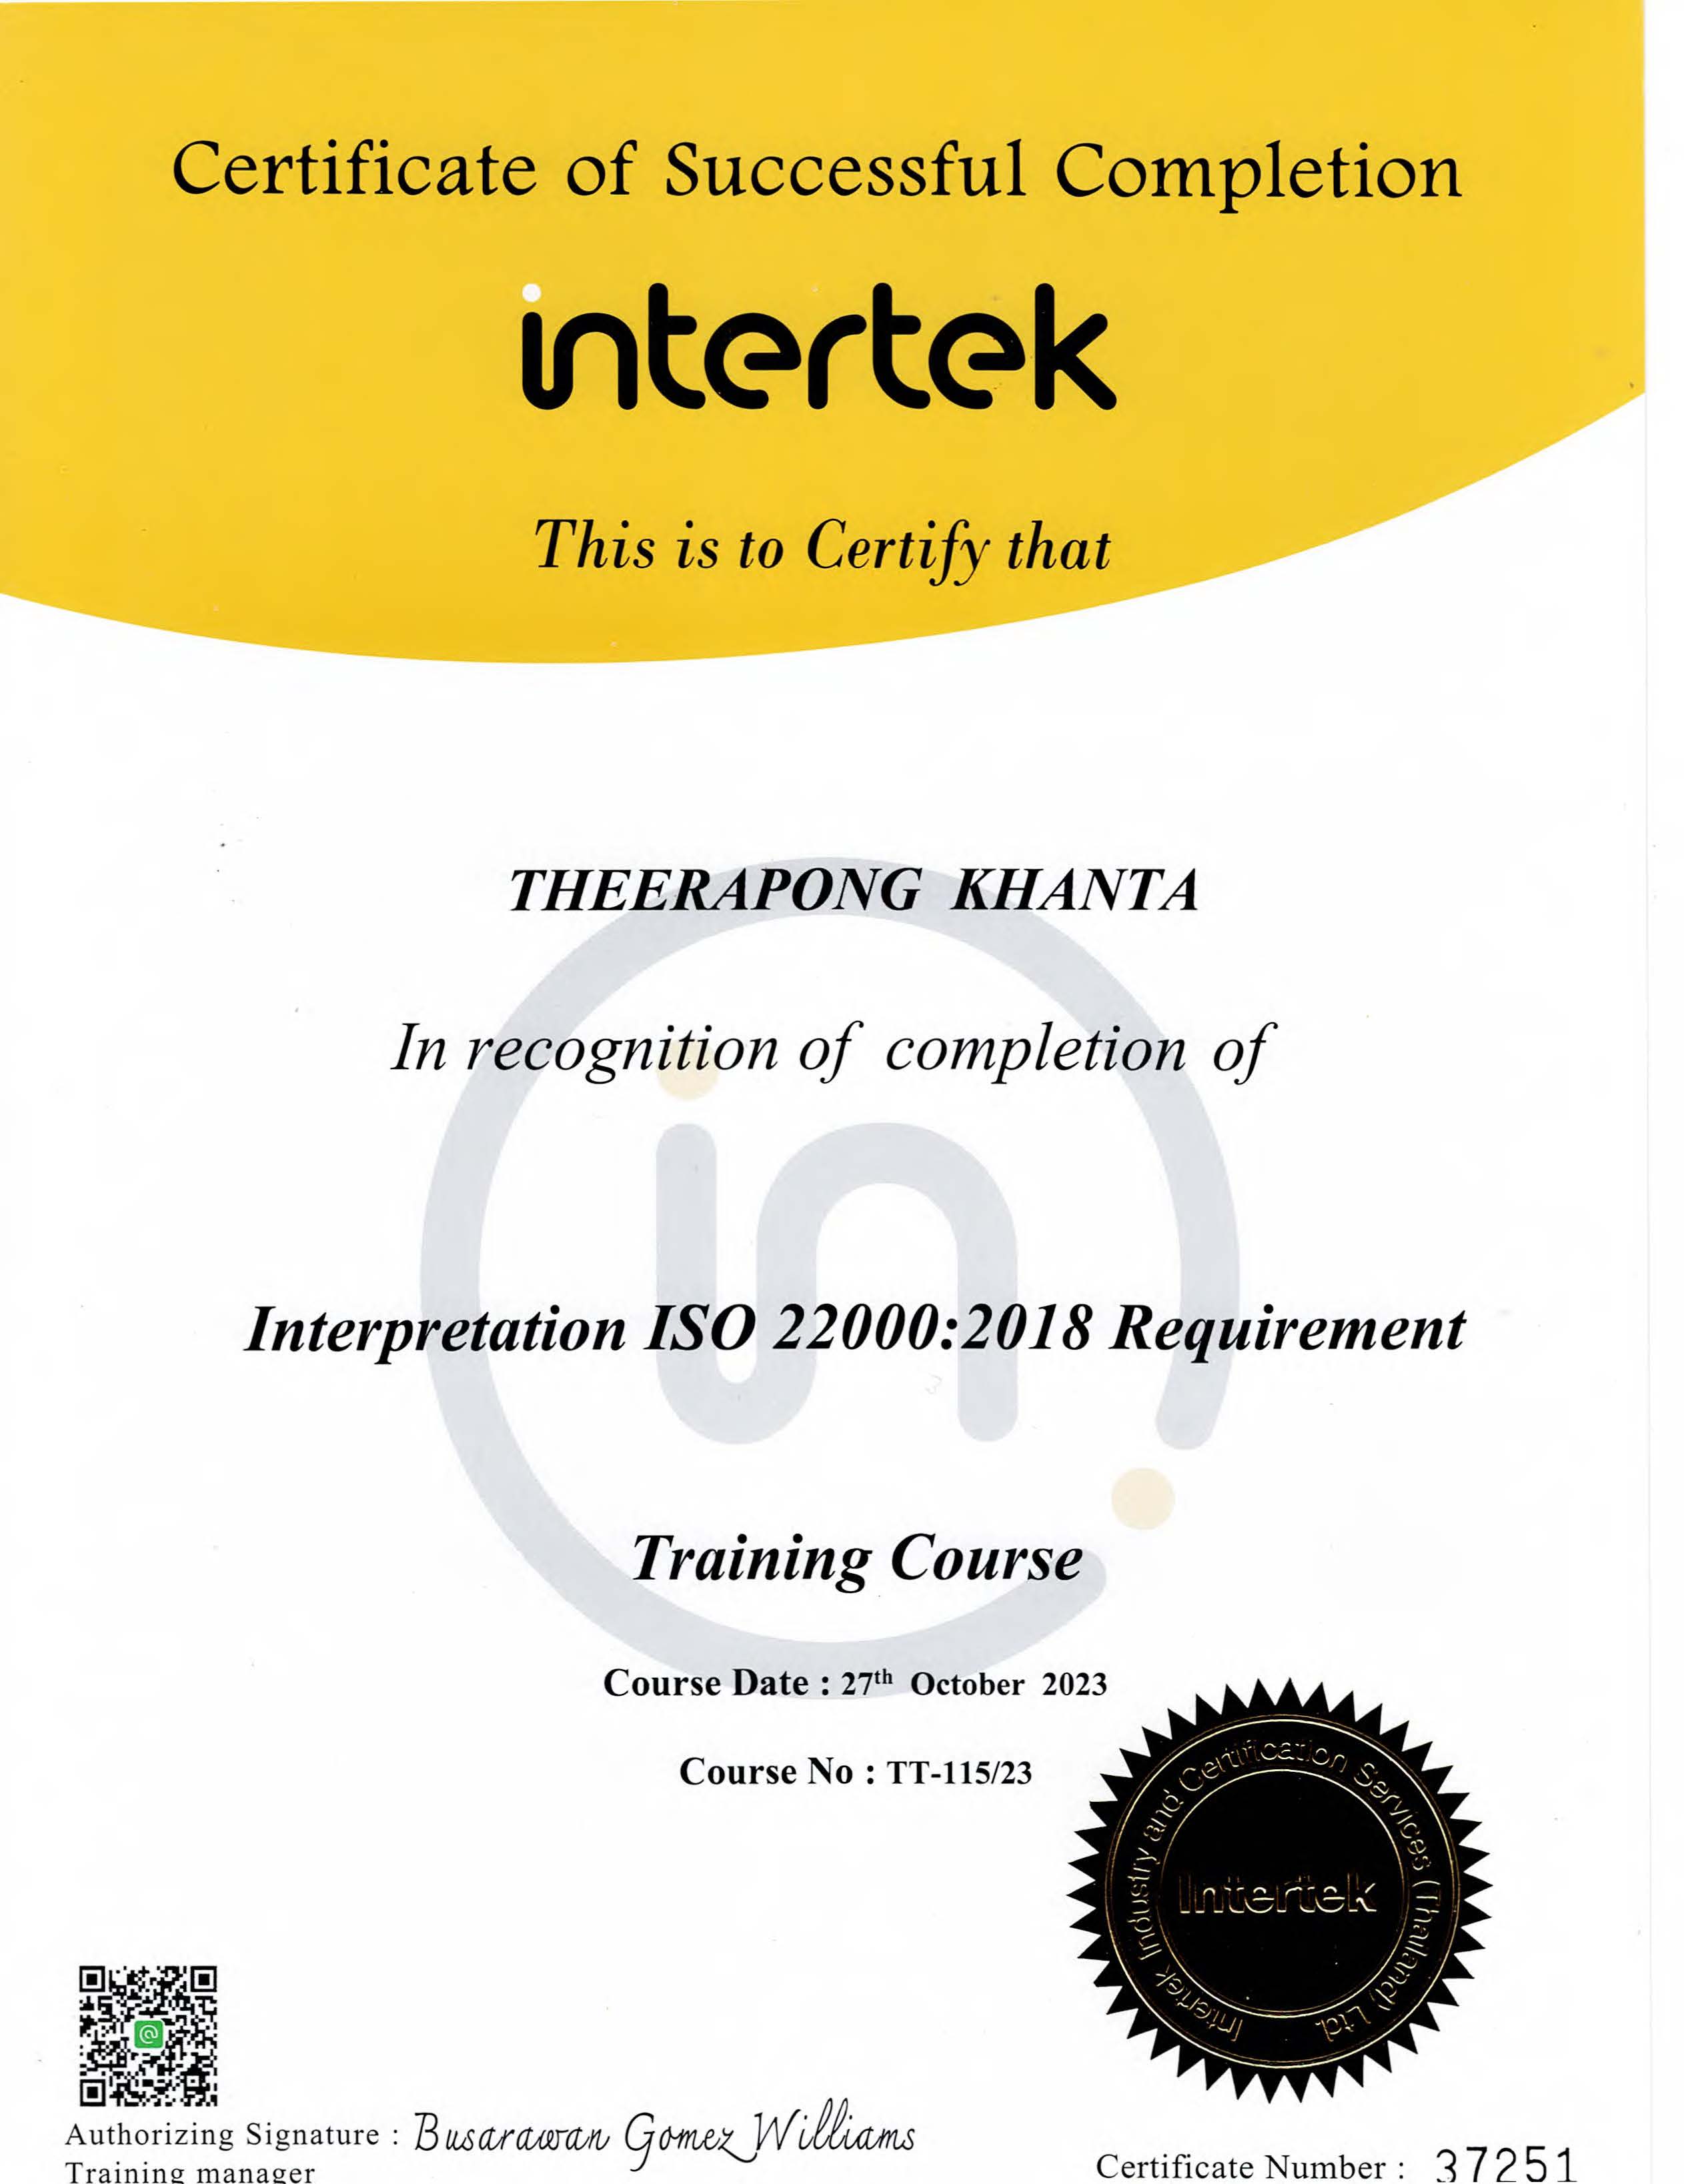 Certificate of Successful Completion
intertek
This is to Certify that
THEERAPONG KHANTA
In recognition of completion of
in
Interpretation ISO 22000:2018 Requirement
Training Course
Course Date : 27th October 2023
Course No : TT-115/23
Intertek Industry and Certification Services (Thailand) Ltd.
Intertek
@
Authorizing Signature : Busarawan Gomez Williams
Training manager
Certificate Number : 37251